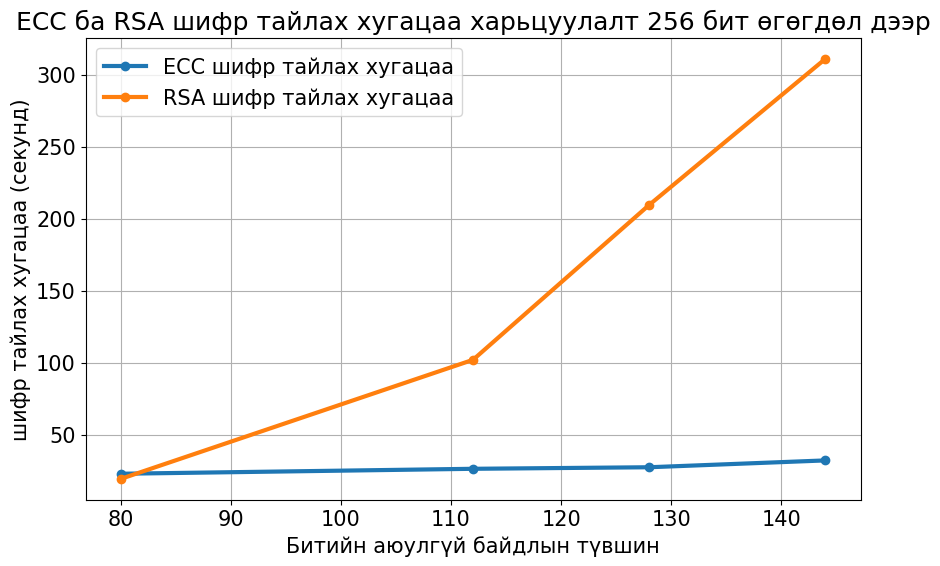 ECC ба RSA шифр тайлах хугацаа харьцуулалт 256 бит өгөгдөл дээр
ECC шифр тайлах хугацаа
RSA шифр тайлах хугацаа
шифр тайлах хугацаа (секунд)
300
250
200
150
100
50
80 90 100 110 120 130 140
Битийн аюулгүй байдлын түвшин